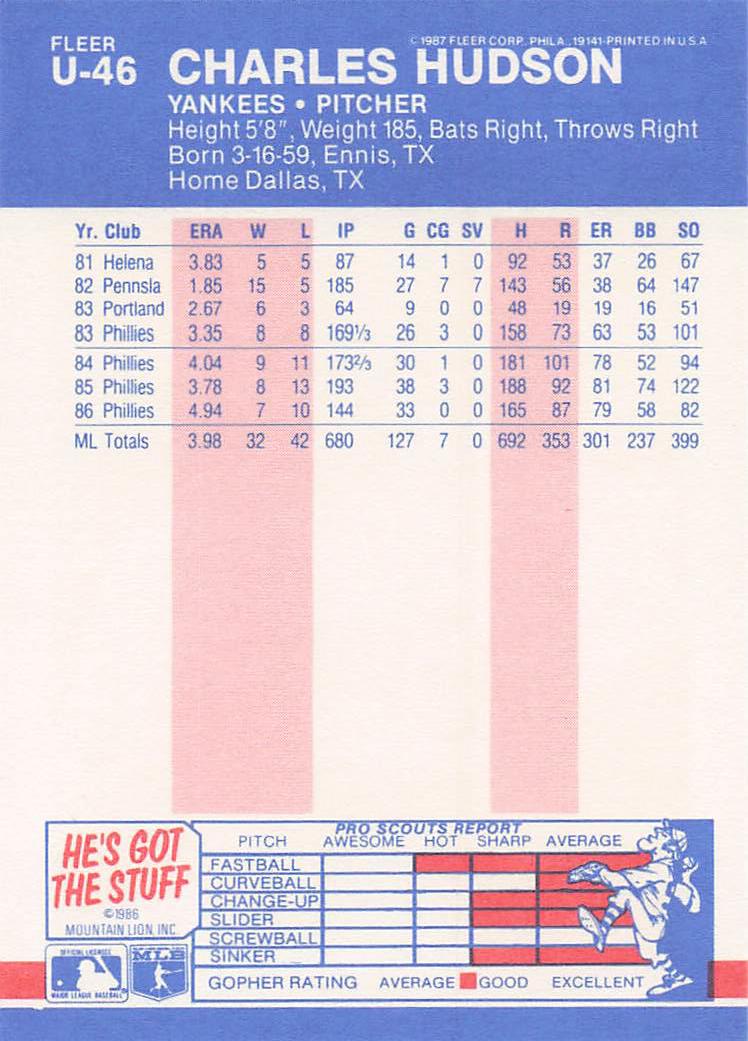 FLEER
© 1987 FLEER CORP. PHILA., 19141-PRINTED IN U.S.A
U-46 CHARLES HUDSON
YANKEES • PITCHER
Height 5'8", Weight 185, Bats Right, Throws Right
Born 3-16-59, Ennis, TX
Home Dallas, TX
Yr. Club ERA W L IP G CG SV H R ER BB SO
81 Helena 3.83 5 5 87 14 1 0 92 53 37 26 67
82 Pennsla 1.85 15 5 185 27 7 7 143 56 38 64 147
83 Portland 2.67 6 3 64 9 0 0 48 19 19 16 51
83 Phillies 3.35 8 8 169⅓ 26 3 0 158 73 63 53 101
84 Phillies 4.04 9 11 173⅔ 30 1 0 181 101 78 52 94
85 Phillies 3.78 8 13 193 38 3 0 188 92 81 74 122
86 Phillies 4.94 7 10 144 33 0 0 165 87 79 58 82
ML Totals 3.98 32 42 680 127 7 0 692 353 301 237 399
HE'S GOT
THE STUFF
©1986
MOUNTAIN LION, INC.
PRO SCOUTS REPORT
PITCH AWESOME HOT SHARP AVERAGE
FASTBALL
CURVEBALL
CHANGE-UP
SLIDER
SCREWBALL
SINKER
GOPHER RATING AVERAGE GOOD EXCELLENT
OFFICIAL LICENSEE
MAJOR LEAGUE BASEBALL
MLB